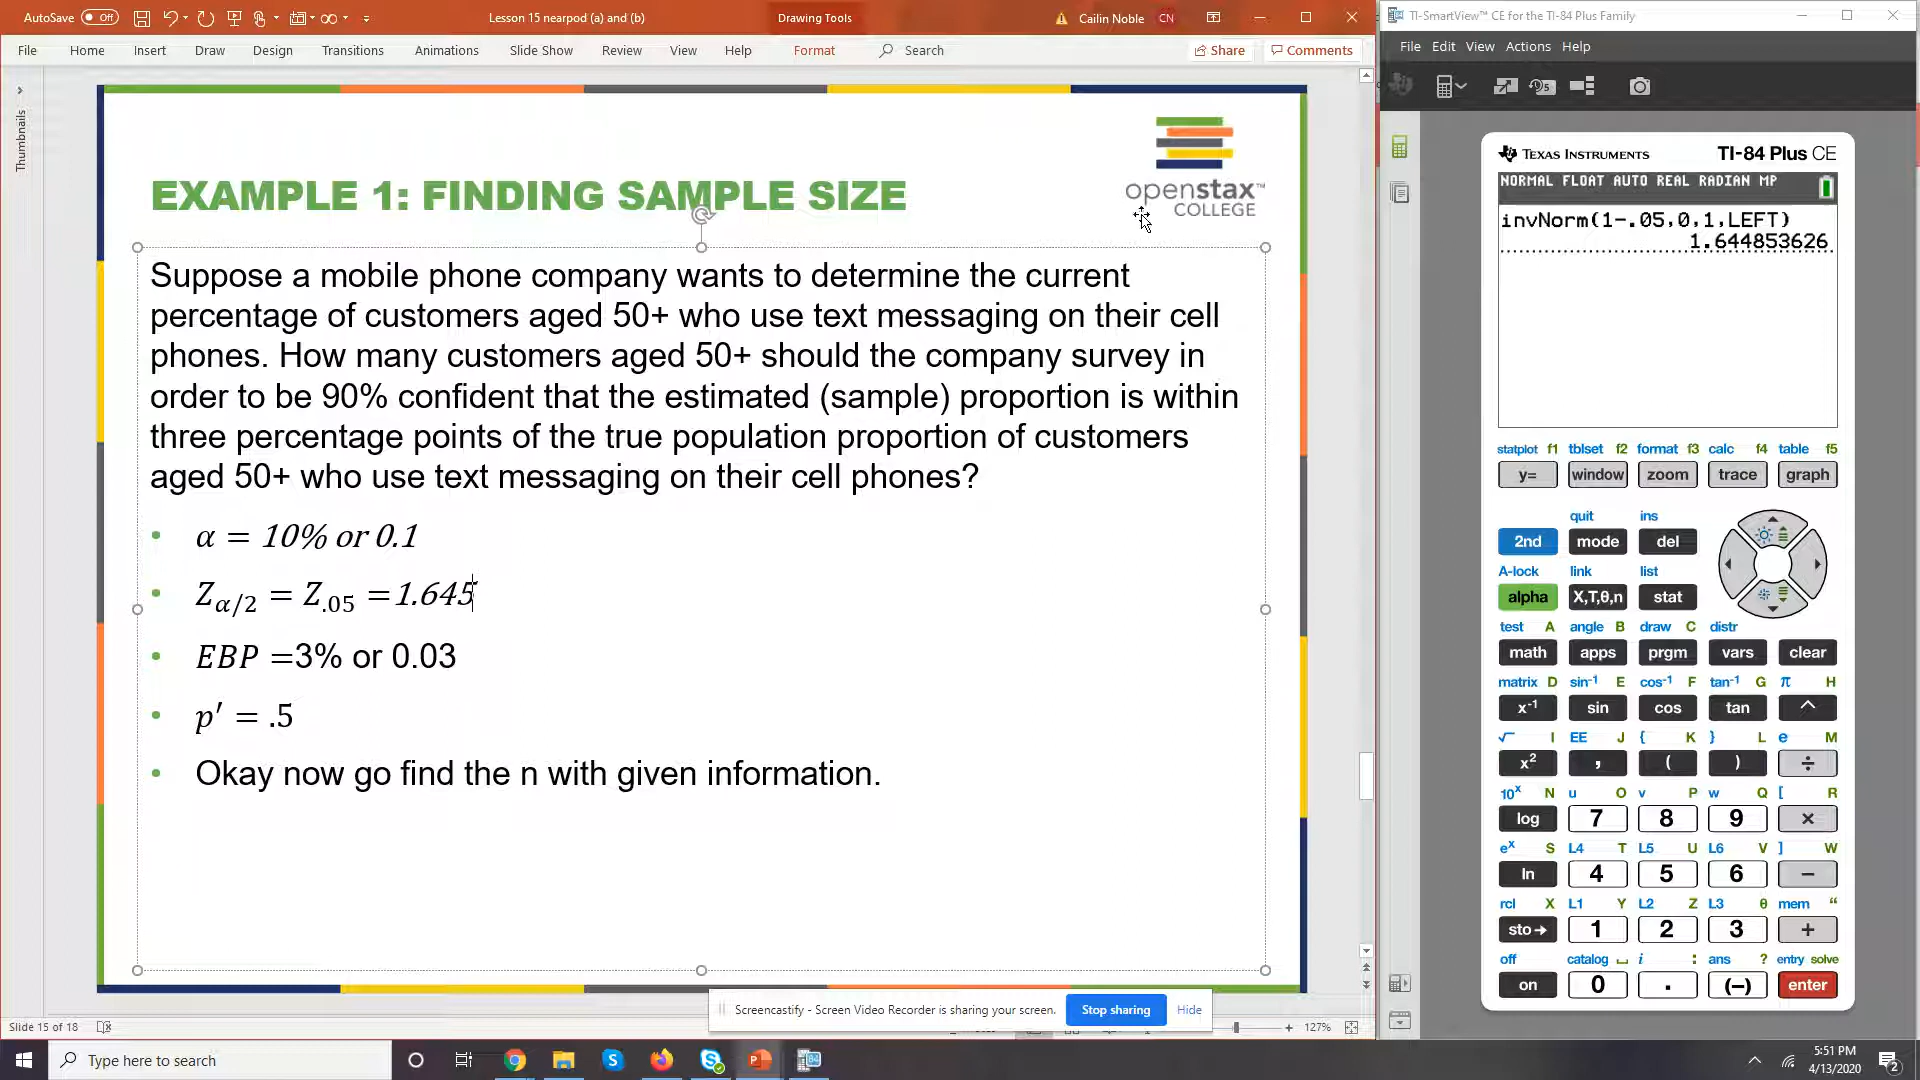 AutoSave Off
Lesson 15 nearpod (a) and (b)
Drawing Tools
Cailin Noble CN
File Home Insert Draw Design Transitions Animations Slide Show Review View Help Format Search Share Comments
Thumbnails
EXAMPLE 1: FINDING SAMPLE SIZE
openstax™
COLLEGE
Suppose a mobile phone company wants to determine the current
percentage of customers aged 50+ who use text messaging on their cell
phones. How many customers aged 50+ should the company survey in
order to be 90% confident that the estimated (sample) proportion is within
three percentage points of the true population proportion of customers
aged 50+ who use text messaging on their cell phones?
• α = 10% or 0.1
• Zα/2 = Z.05 =1.645
• EBP =3% or 0.03
• p′ = .5
• Okay now go find the n with given information.
Screencastify - Screen Video Recorder is sharing your screen. Stop sharing Hide
Slide 15 of 18
127%
Type here to search
5:51 PM
4/13/2020
2
TI-SmartView™ CE for the TI-84 Plus Family
File Edit View Actions Help
TEXAS INSTRUMENTS TI-84 Plus CE
NORMAL FLOAT AUTO REAL RADIAN MP
invNorm(1-.05,0,1,LEFT)
1.644853626
statplot f1 tblset f2 format f3 calc f4 table f5
y= window zoom trace graph
quit ins
2nd mode del
A-lock link list
alpha X,T,θ,n stat
test A angle B draw C distr
math apps prgm vars clear
matrix D sin-1 E cos-1 F tan-1 G π H
x-1 sin cos tan ^
√ I EE J { K } L e M
x2 , ( ) ÷
10x N u O v P w Q [ R
log 7 8 9 ×
ex S L4 T L5 U L6 V ] W
ln 4 5 6 −
rcl X L1 Y L2 Z L3 θ mem “
sto→ 1 2 3 +
off catalog ⎵ i : ans ? entry solve
on 0 . (−) enter